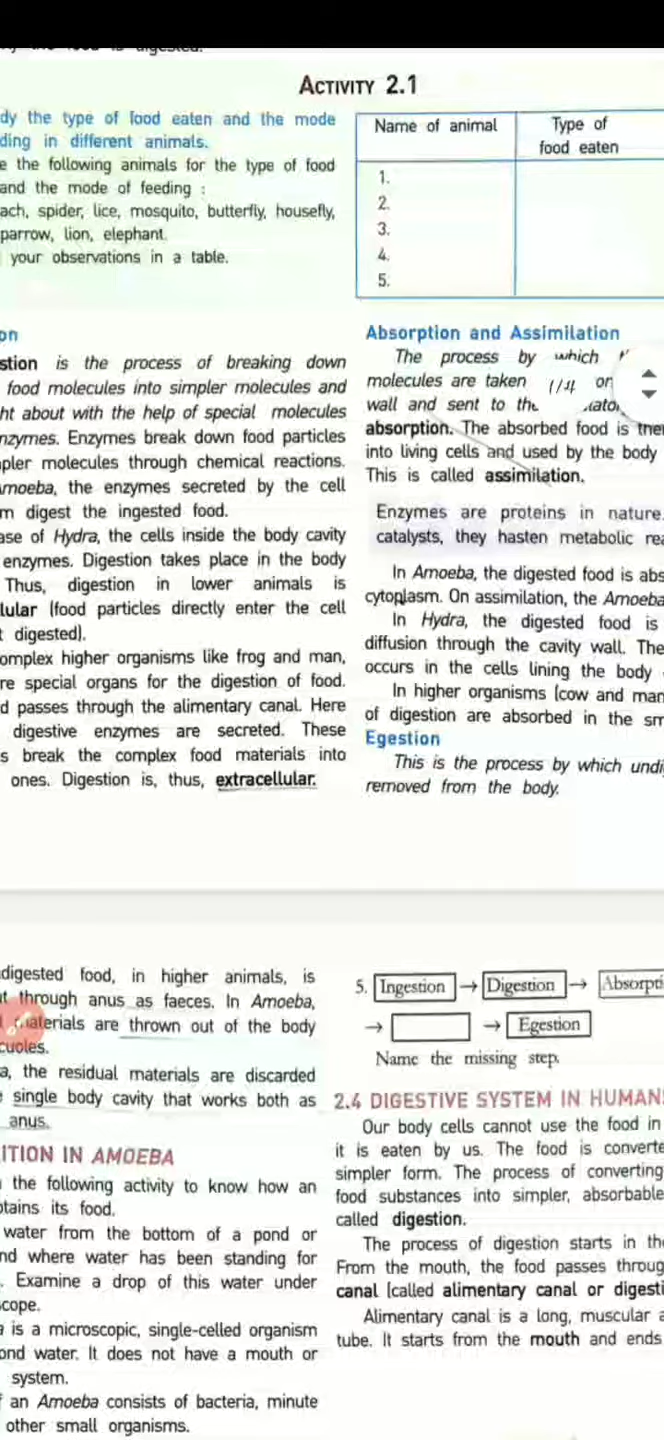 ACTIVITY 2.1
dy the type of food eaten and the mode
ding in different animals.
e the following animals for the type of food
and the mode of feeding :
ach, spider, lice, mosquito, butterfly, housefly,
parrow, lion, elephant.
your observations in a table.
Name of animal
Type of
food eaten
1.
2.
3.
4.
5.
on
stion is the process of breaking down
food molecules into simpler molecules and
ht about with the help of special molecules
nzymes. Enzymes break down food particles
pler molecules through chemical reactions.
moeba, the enzymes secreted by the cell
m digest the ingested food.
ase of Hydra, the cells inside the body cavity
enzymes. Digestion takes place in the body
Thus, digestion in lower animals is
lular (food particles directly enter the cell
t digested).
omplex higher organisms like frog and man,
re special organs for the digestion of food.
d passes through the alimentary canal. Here
digestive enzymes are secreted. These
s break the complex food materials into
ones. Digestion is, thus, extracellular.
Absorption and Assimilation
The process by which
molecules are taken
wall and sent to
absorption. The absorbed food is
into living cells and used by the body
This is called assimilation.
Enzymes are proteins in nature.
catalysts, they hasten metabolic rea
In Amoeba, the digested food is abs
cytoplasm. On assimilation, the Amoeba
In Hydra, the digested food is
diffusion through the cavity wall. The
occurs in the cells lining the body
In higher organisms (cow and man
of digestion are absorbed in the sm
Egestion
This is the process by which undi
removed from the body.
digested food, in higher animals, is
through anus as faeces. In Amoeba,
materials are thrown out of the body
cuoles.
a, the residual materials are discarded
single body cavity that works both as
anus.
ITION IN AMOEBA
the following activity to know how an
tains its food.
water from the bottom of a pond or
nd where water has been standing for
. Examine a drop of this water under
scope.
a is a microscopic, single-celled organism
ond water. It does not have a mouth or
system.
an Amoeba consists of bacteria, minute
other small organisms.
5. Ingestion → Digestion → Absorpti
→ → Egestion
Name the missing step.
2.4 DIGESTIVE SYSTEM IN HUMAN
Our body cells cannot use the food in
it is eaten by us. The food is converte
simpler form. The process of converting
food substances into simpler, absorbable
called digestion.
The process of digestion starts in the
From the mouth, the food passes throug
canal (called alimentary canal or digesti
Alimentary canal is a long, muscular a
tube. It starts from the mouth and ends